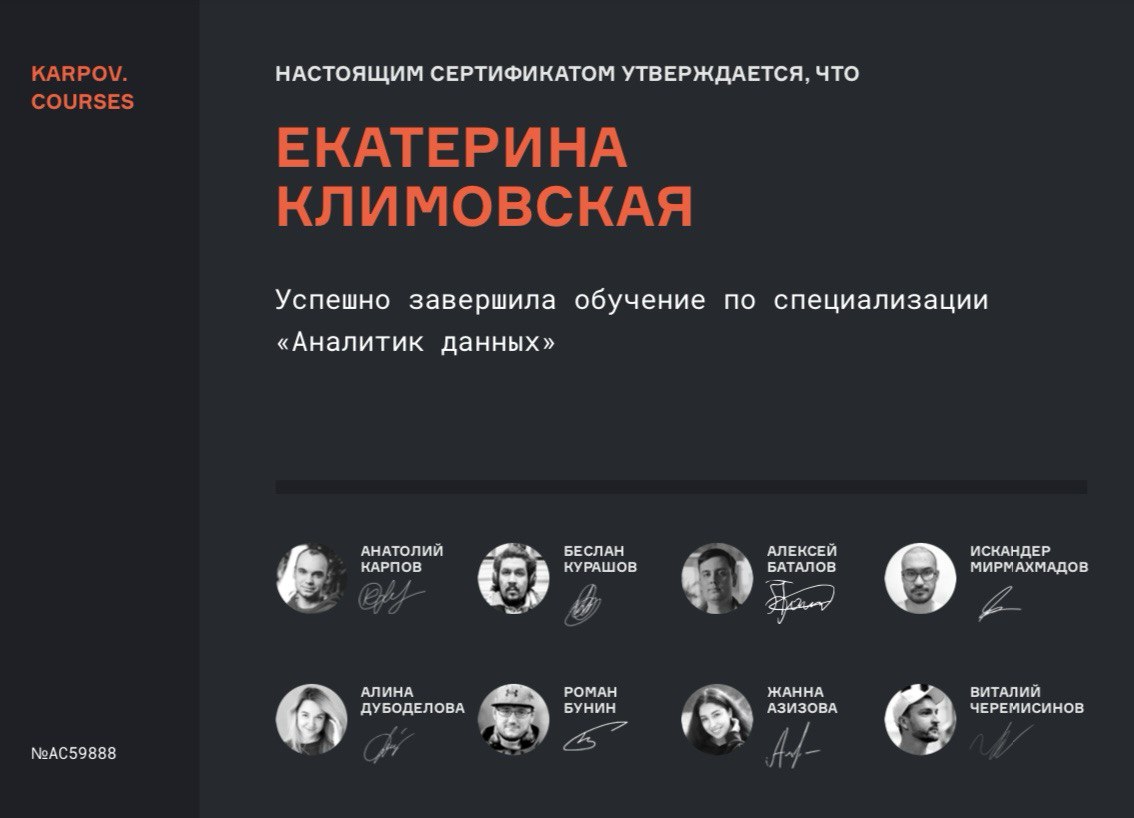 KARPOV.
COURSES
НАСТОЯЩИМ СЕРТИФИКАТОМ УТВЕРЖДАЕТСЯ, ЧТО
ЕКАТЕРИНА
КЛИМОВСКАЯ
Успешно завершила обучение по специализации
«Аналитик данных»
АНАТОЛИЙ
КАРПОВ
БЕСЛАН
КУРАШОВ
АЛЕКСЕЙ
БАТАЛОВ
ИСКАНДЕР
МИРМАХМАДОВ
АЛИНА
ДУБОДЕЛОВА
РОМАН
БУНИН
ЖАННА
АЗИЗОВА
ВИТАЛИЙ
ЧЕРЕМИСИНОВ
№AC59888